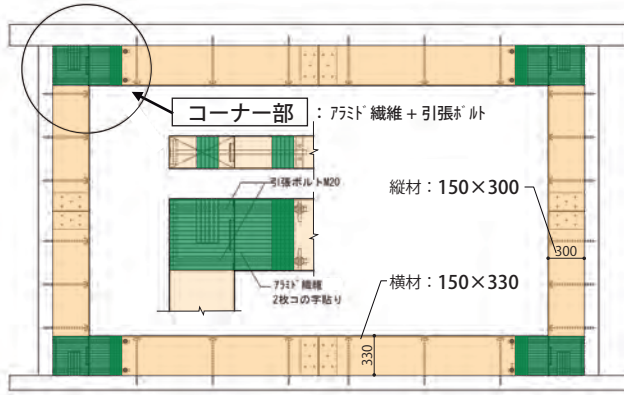 コーナー部 : アラミド繊維 + 引張ボルト
引張ボルトM20
縦材 : 150×300
300
アラミド繊維
2枚コの字貼り
横材 : 150×330
330